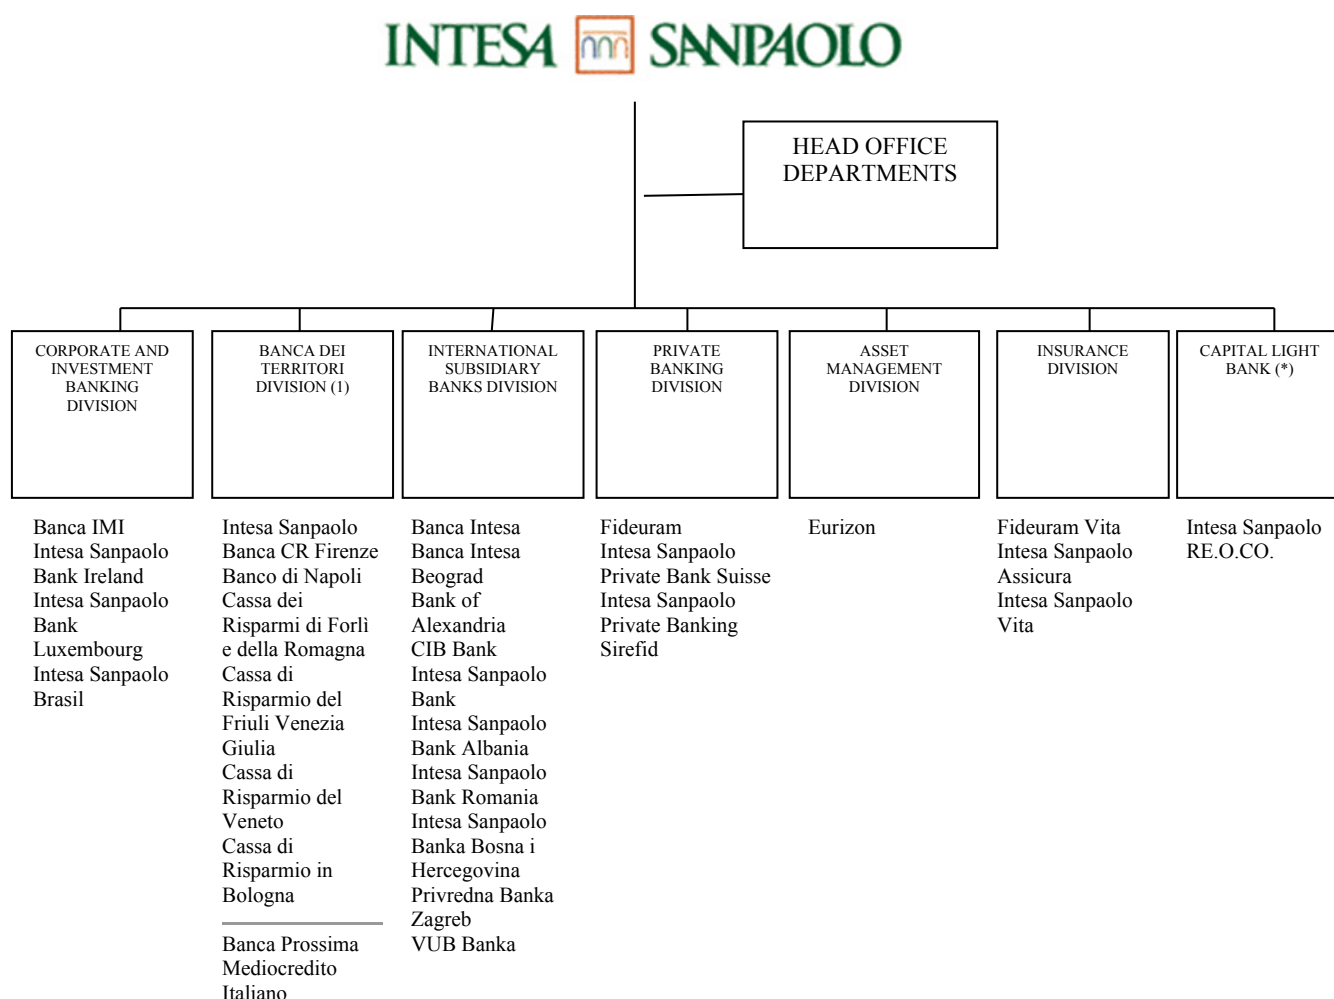 INTESA SANPAOLO
HEAD OFFICE
DEPARTMENTS
CORPORATE AND
INVESTMENT
BANKING
DIVISION
BANCA DEI
TERRITORI
DIVISION (1)
INTERNATIONAL
SUBSIDIARY
BANKS DIVISION
PRIVATE
BANKING
DIVISION
ASSET
MANAGEMENT
DIVISION
INSURANCE
DIVISION
CAPITAL LIGHT
BANK (*)
Banca IMI
Intesa Sanpaolo
Bank Ireland
Intesa Sanpaolo
Bank
Luxembourg
Intesa Sanpaolo
Brasil
Intesa Sanpaolo
Banca CR Firenze
Banco di Napoli
Cassa dei
Risparmi di Forlì
e della Romagna
Cassa di
Risparmio del
Friuli Venezia
Giulia
Cassa di
Risparmio del
Veneto
Cassa di
Risparmio in
Bologna
Banca Prossima
Mediocredito
Italiano
Banca Intesa
Banca Intesa
Beograd
Bank of
Alexandria
CIB Bank
Intesa Sanpaolo
Bank
Intesa Sanpaolo
Bank Albania
Intesa Sanpaolo
Bank Romania
Intesa Sanpaolo
Banka Bosna i
Hercegovina
Privredna Banka
Zagreb
VUB Banka
Fideuram
Intesa Sanpaolo
Private Bank Suisse
Intesa Sanpaolo
Private Banking
Sirefid
Eurizon
Fideuram Vita
Intesa Sanpaolo
Assicura
Intesa Sanpaolo
Vita
Intesa Sanpaolo
RE.O.CO.